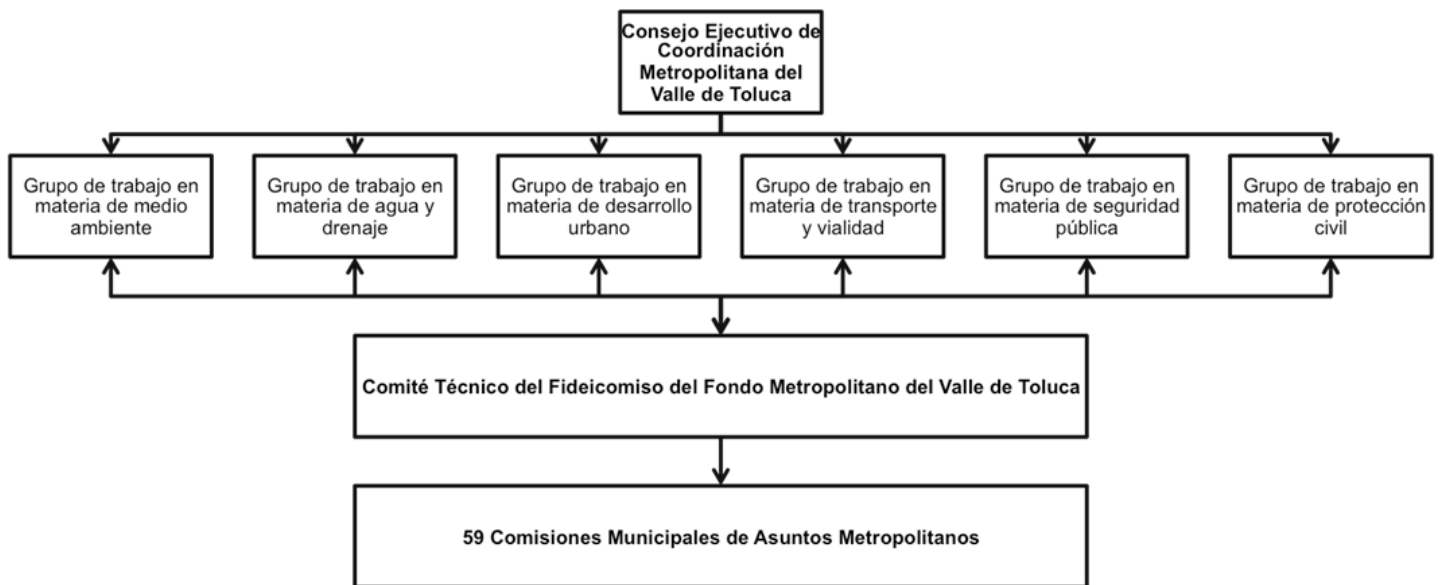 Consejo Ejecutivo de
Coordinación
Metropolitana del
Valle de Toluca
Grupo de trabajo en
materia de medio
ambiente
Grupo de trabajo en
materia de agua y
drenaje
Grupo de trabajo en
materia de desarrollo
urbano
Grupo de trabajo en
materia de transporte
y vialidad
Grupo de trabajo en
materia de seguridad
pública
Grupo de trabajo en
materia de protección
civil
Comité Técnico del Fideicomiso del Fondo Metropolitano del Valle de Toluca
59 Comisiones Municipales de Asuntos Metropolitanos